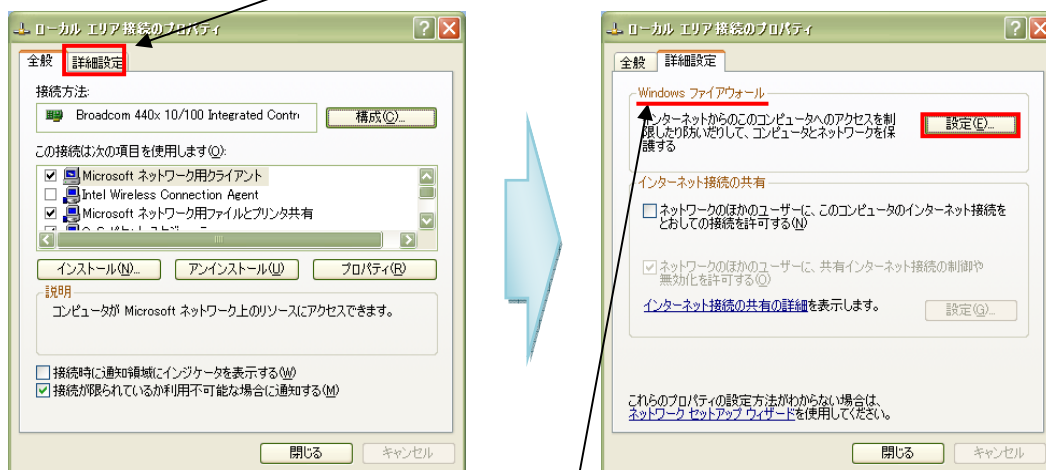 ローカル エリア接続のプロパティ
全般
詳細設定
接続方法:
Broadcom 440x 10/100 Integrated Contr
構成(C)...
この接続は次の項目を使用します(O):
Microsoft ネットワーク用クライアント
Intel Wireless Connection Agent
Microsoft ネットワーク用ファイルとプリンタ共有
インストール(N)...
アンインストール(U)
プロパティ(R)
説明
コンピュータが Microsoft ネットワーク上のリソースにアクセスできます。
接続時に通知領域にインジケータを表示する(W)
接続が限られているか利用不可能な場合に通知する(M)
閉じる
キャンセル
ローカル エリア接続のプロパティ
全般
詳細設定
Windows ファイアウォール
インターネットからのこのコンピュータへのアクセスを制
限したり防いだりして、コンピュータとネットワークを保
護する
設定(E)...
インターネット接続の共有
ネットワークのほかのユーザーに、このコンピュータのインターネット接続を
とおしての接続を許可する(N)
ネットワークのほかのユーザーに、共有インターネット接続の制御や
無効化を許可する(O)
インターネット接続の共有の詳細を表示します。
設定(G)...
これらのプロパティの設定方法がわからない場合は、
ネットワーク セットアップ ウィザードを使用してください。
閉じる
キャンセル